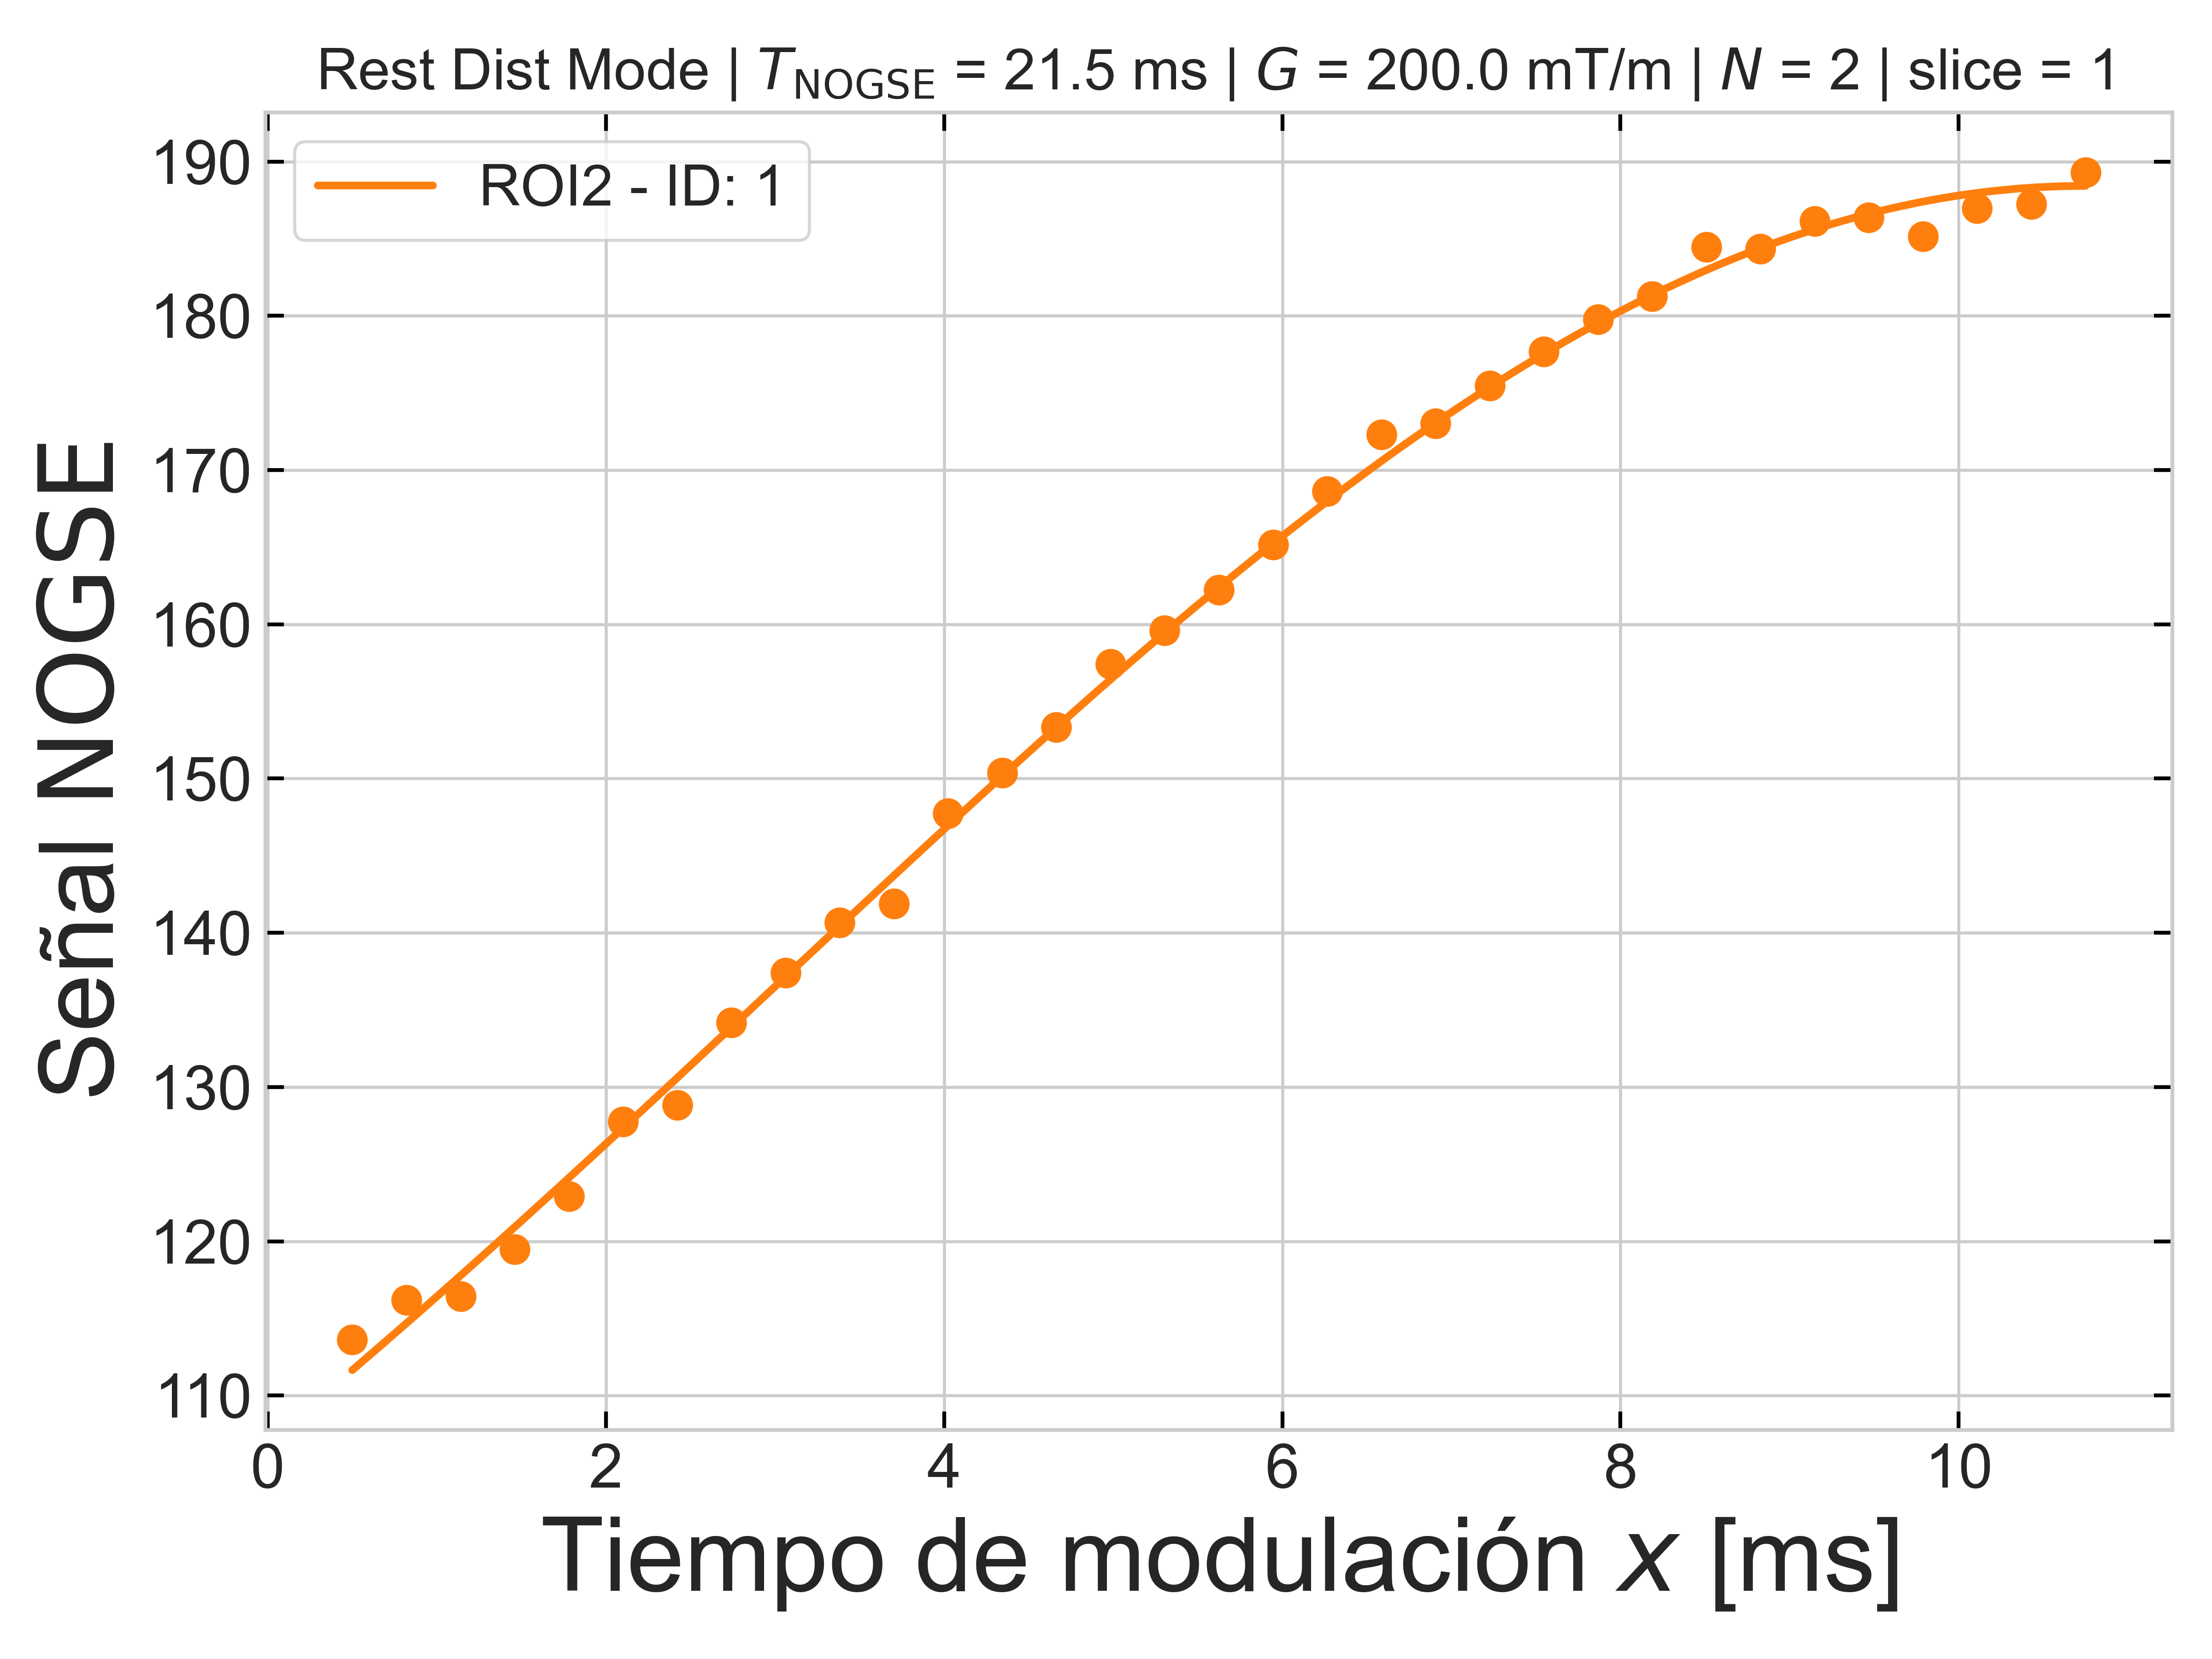 Rest Dist Mode | T_NOGSE = 21.5 ms | G = 200.0 mT/m | N = 2 | slice = 1
ROI2 - ID: 1
Señal NOGSE
190
180
170
160
150
140
130
120
110
0 2 4 6 8 10
Tiempo de modulación x [ms]